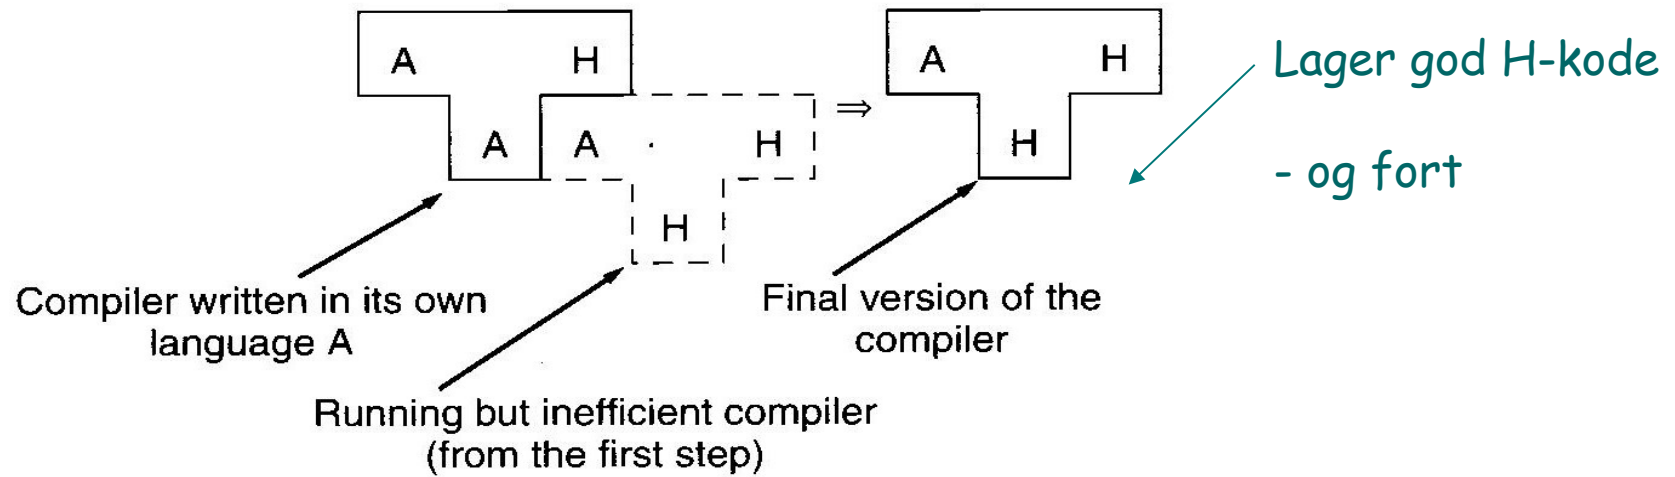 A H
A A H
H
⇒
A H
H
Lager god H-kode
- og fort
Compiler written in its own
language A
Running but inefficient compiler
(from the first step)
Final version of the
compiler